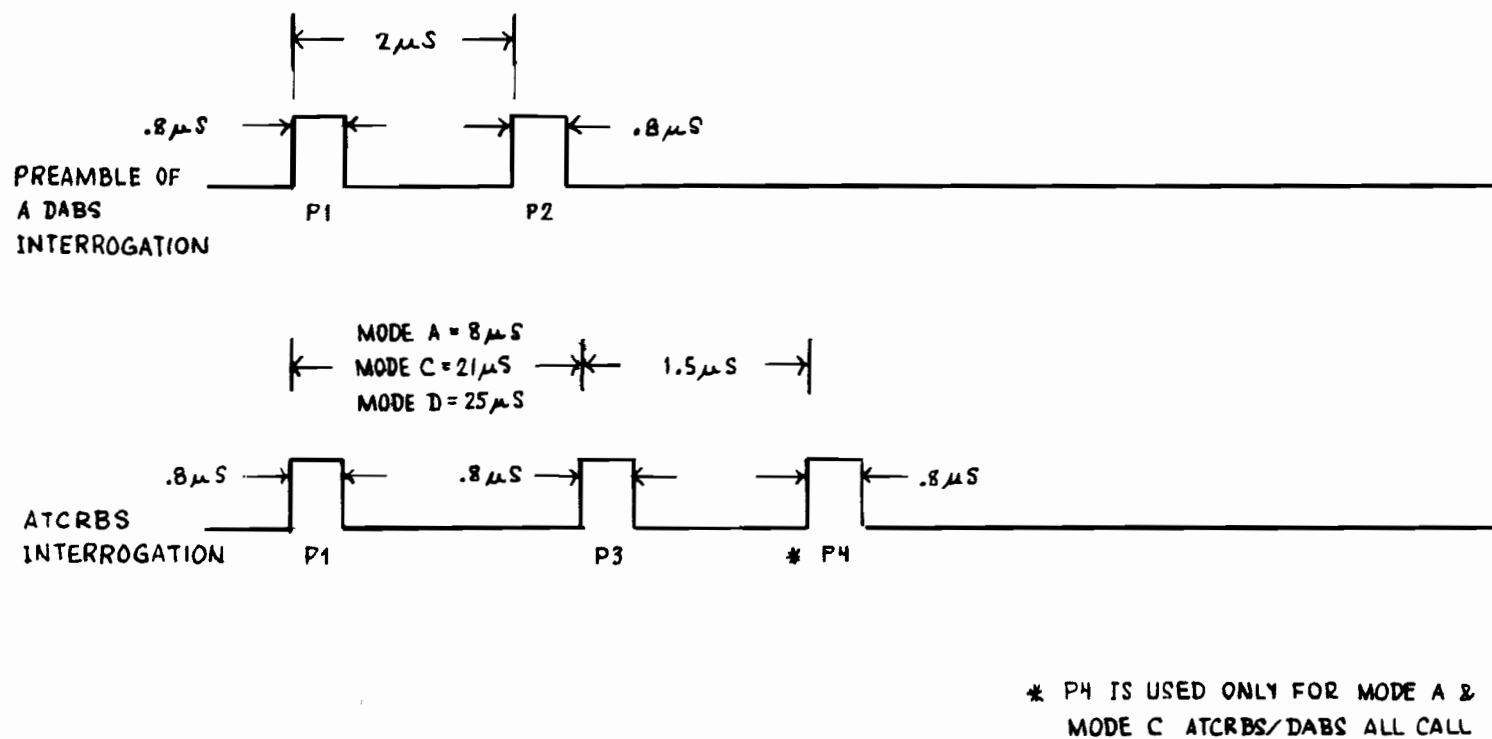 2μS
.8μS
.8μS
PREAMBLE OF
A DABS
INTERROGATION
P1
P2
MODE A = 8μS
MODE C = 21μS
MODE D = 25μS
1.5μS
.8μS
.8μS
.8μS
ATCRBS
INTERROGATION
P1
P3
* P4
* P4 IS USED ONLY FOR MODE A &
MODE C ATCRBS/DABS ALL CALL